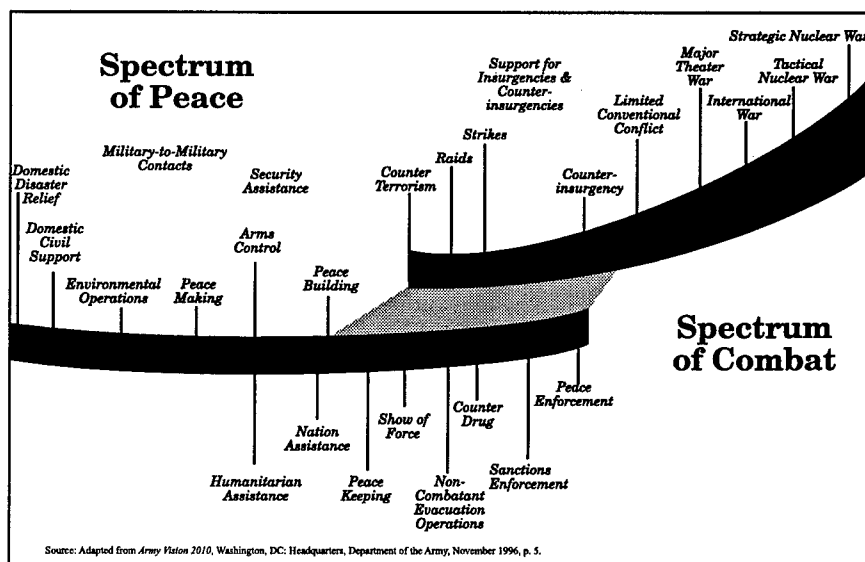 Spectrum
of Peace
Military-to-Military
Contacts
Security
Assistance
Domestic
Disaster
Relief
Domestic
Civil
Support
Environmental
Operations
Peace
Making
Arms
Control
Peace
Building
Humanitarian
Assistance
Nation
Assistance
Peace
Keeping
Show of
Force
Non-
Combatant
Evacuation
Operations
Counter
Drug
Sanctions
Enforcement
Peace
Enforcement
Counter
Terrorism
Raids
Strikes
Support for
Insurgencies &
Counter-
insurgencies
Counter-
insurgency
Limited
Conventional
Conflict
Major
Theater
War
International
War
Tactical
Nuclear War
Strategic Nuclear War
Spectrum
of Combat
Source: Adapted from Army Vision 2010, Washington, DC: Headquarters, Department of the Army, November 1996, p. 5.